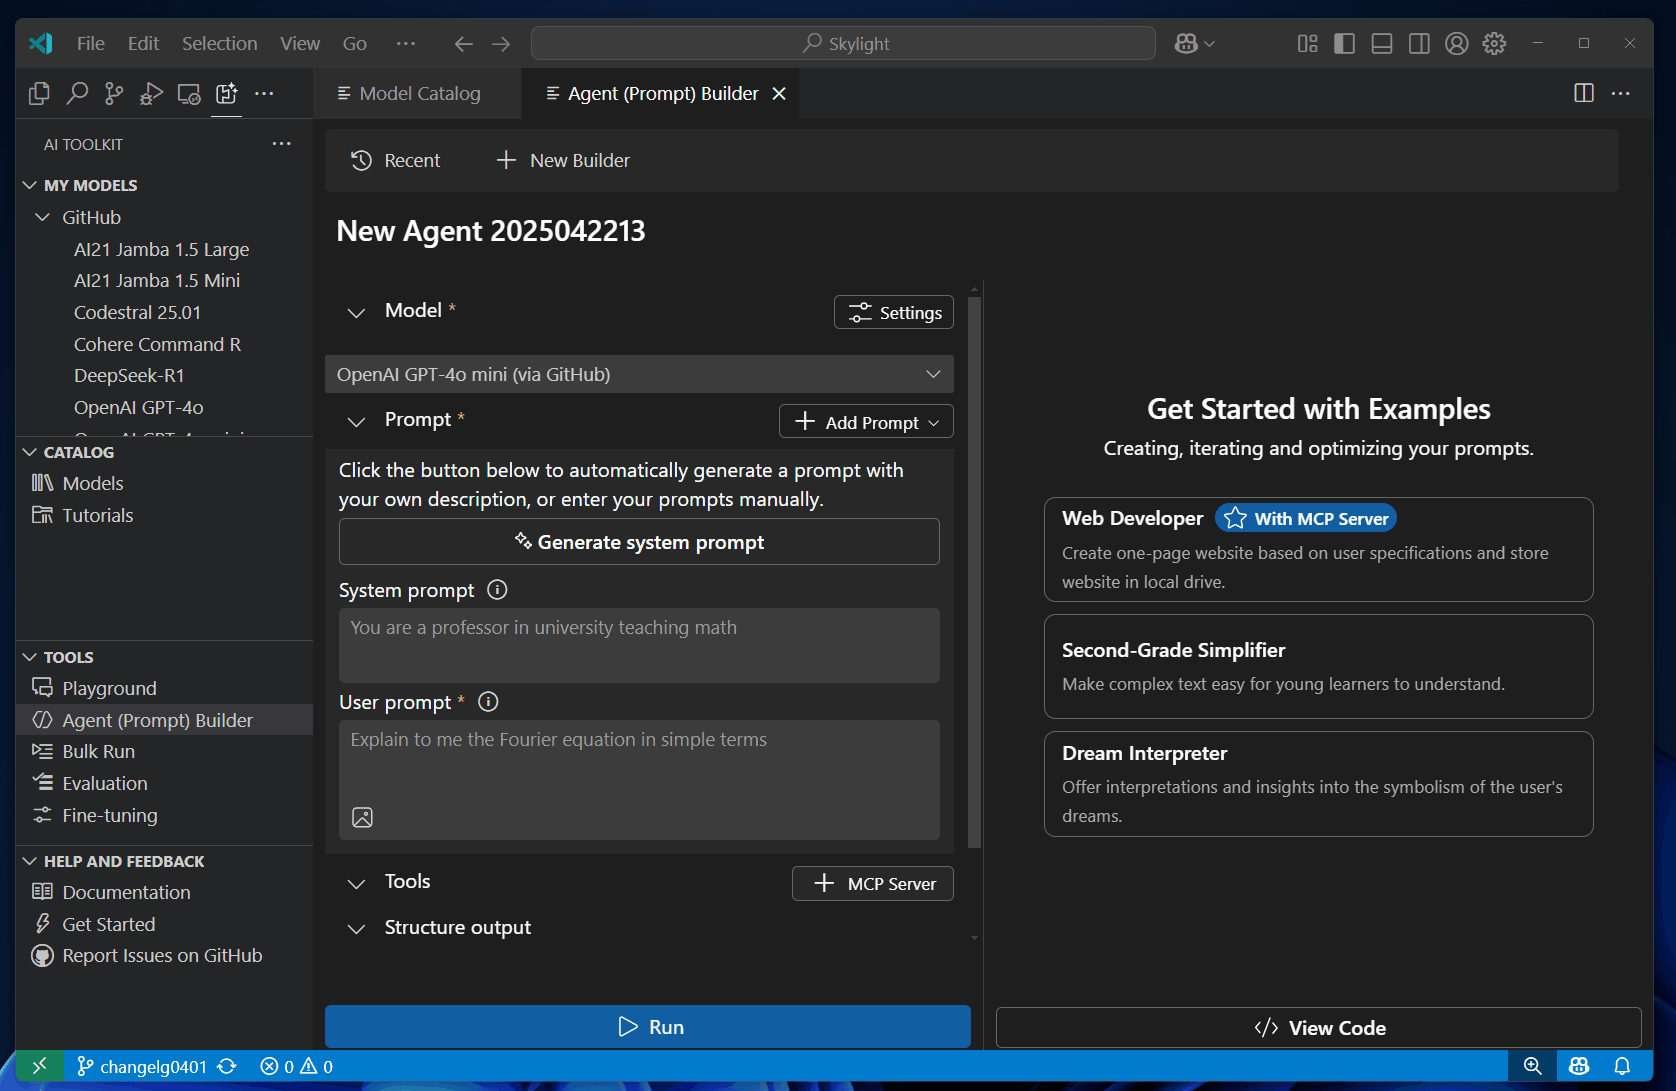 File Edit Selection View Go ···
Skylight
Model Catalog
Agent (Prompt) Builder
AI TOOLKIT
Recent
New Builder
MY MODELS
GitHub
AI21 Jamba 1.5 Large
AI21 Jamba 1.5 Mini
Codestral 25.01
Cohere Command R
DeepSeek-R1
OpenAI GPT-4o
OpenAI GPT-4o mini
CATALOG
Models
Tutorials
TOOLS
Playground
Agent (Prompt) Builder
Bulk Run
Evaluation
Fine-tuning
HELP AND FEEDBACK
Documentation
Get Started
Report Issues on GitHub
New Agent 2025042213
Model *
Settings
OpenAI GPT-4o mini (via GitHub)
Prompt *
Add Prompt
Click the button below to automatically generate a prompt with
your own description, or enter your prompts manually.
Generate system prompt
System prompt
You are a professor in university teaching math
User prompt *
Explain to me the Fourier equation in simple terms
Tools
MCP Server
Structure output
Run
Get Started with Examples
Creating, iterating and optimizing your prompts.
Web Developer
With MCP Server
Create one-page website based on user specifications and store
website in local drive.
Second-Grade Simplifier
Make complex text easy for young learners to understand.
Dream Interpreter
Offer interpretations and insights into the symbolism of the user's
dreams.
View Code
changelg0401
0 0